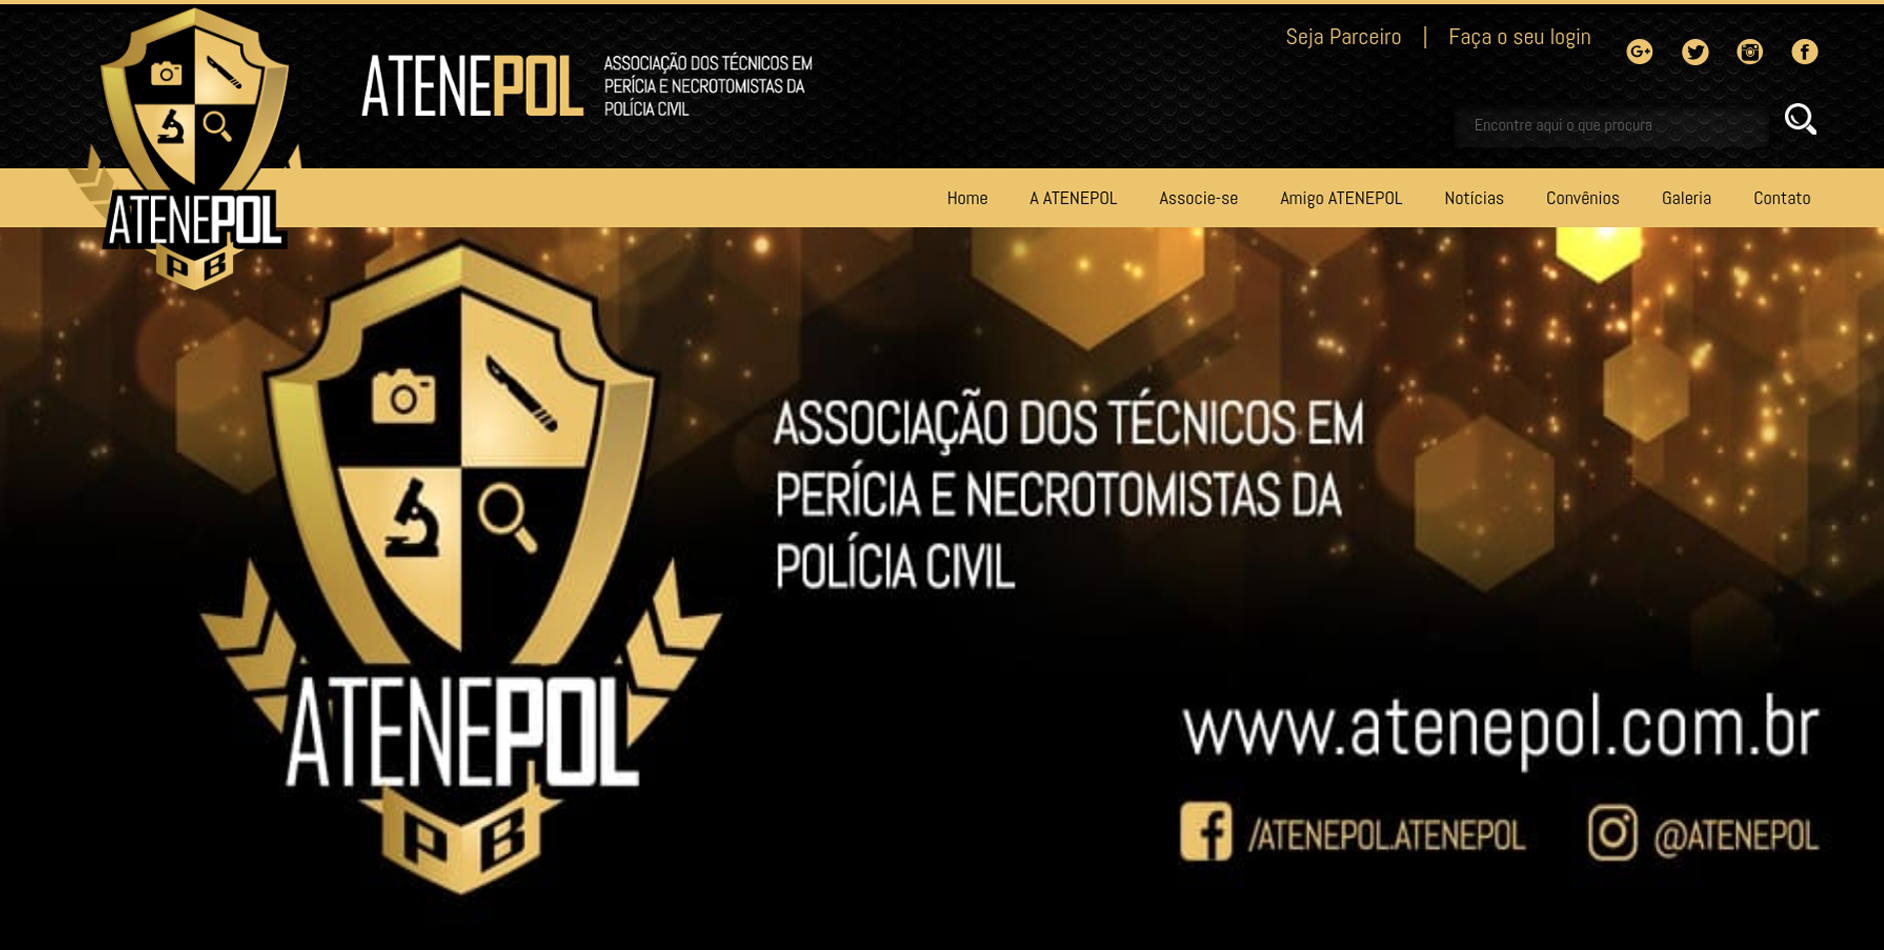 Seja Parceiro | Faça o seu login
ATENEPOL
ASSOCIAÇÃO DOS TÉCNICOS EM
PERÍCIA E NECROTOMISTAS DA
POLÍCIA CIVIL
Encontre aqui o que procura
ATENEPOL
PB
Home A ATENEPOL Associe-se Amigo ATENEPOL Notícias Convênios Galeria Contato
ASSOCIAÇÃO DOS TÉCNICOS EM
PERÍCIA E NECROTOMISTAS DA
POLÍCIA CIVIL
ATENEPOL
PB
www.atenepol.com.br
/ATENEPOL.ATENEPOL
@ATENEPOL